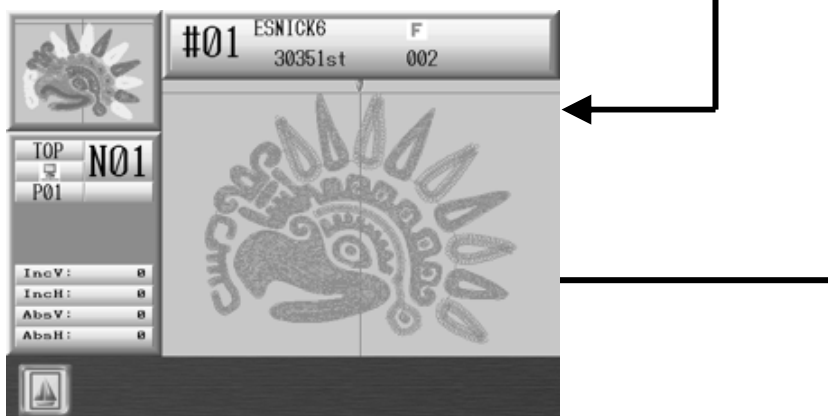 #01 ESNICK6 F
30351st 002
TOP N01
P01
IncV: 0
IncH: 0
AbsV: 0
AbsH: 0